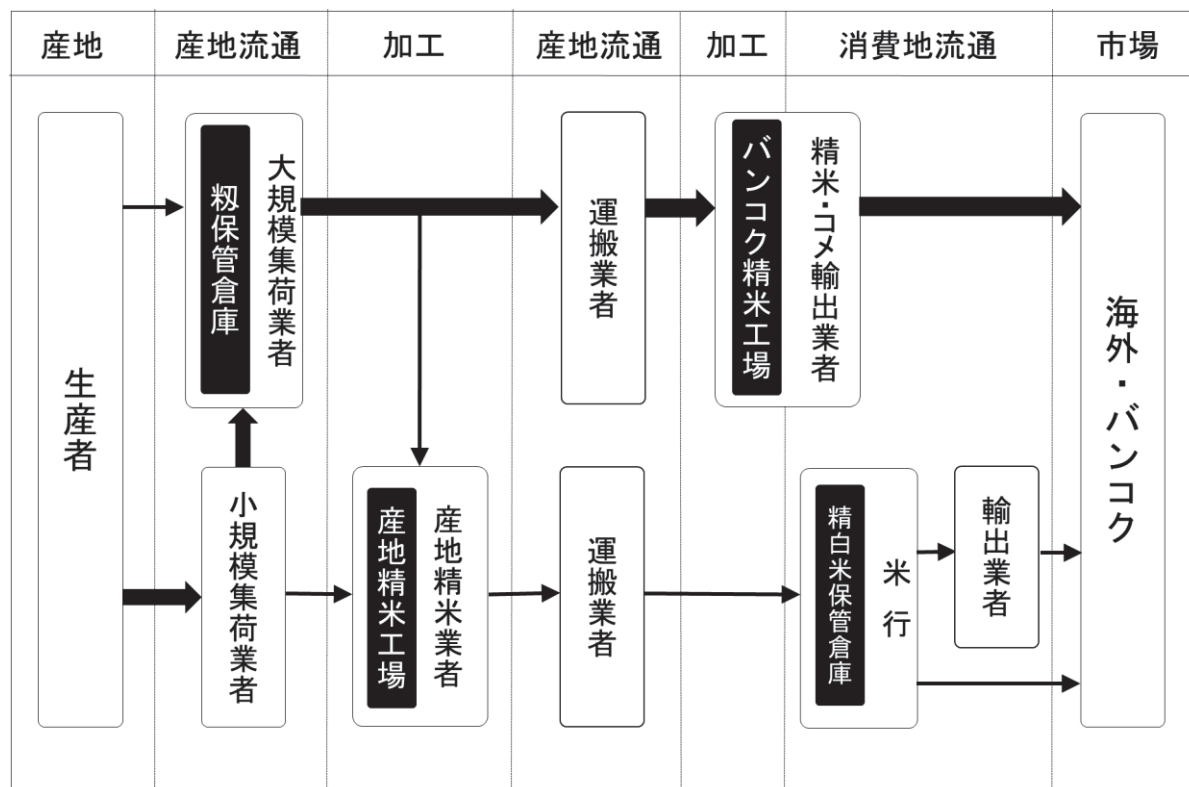 産地
産地流通
加工
産地流通
加工
消費地流通
市場
生産者
籾保管倉庫
大規模集荷業者
小規模集荷業者
産地精米工場
産地精米業者
運搬業者
運搬業者
バンコク精米工場
精米・コメ輸出業者
精白米保管倉庫
米行
輸出業者
海外・バンコク